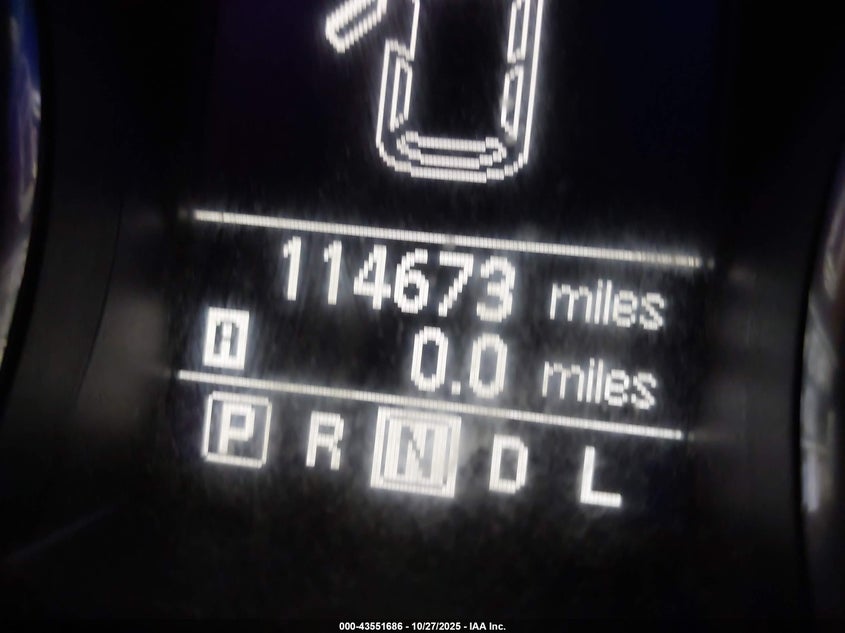 114673 miles
A 0.0 miles
P R N D L
000-43551686 - 10/27/2025 - IAA Inc.